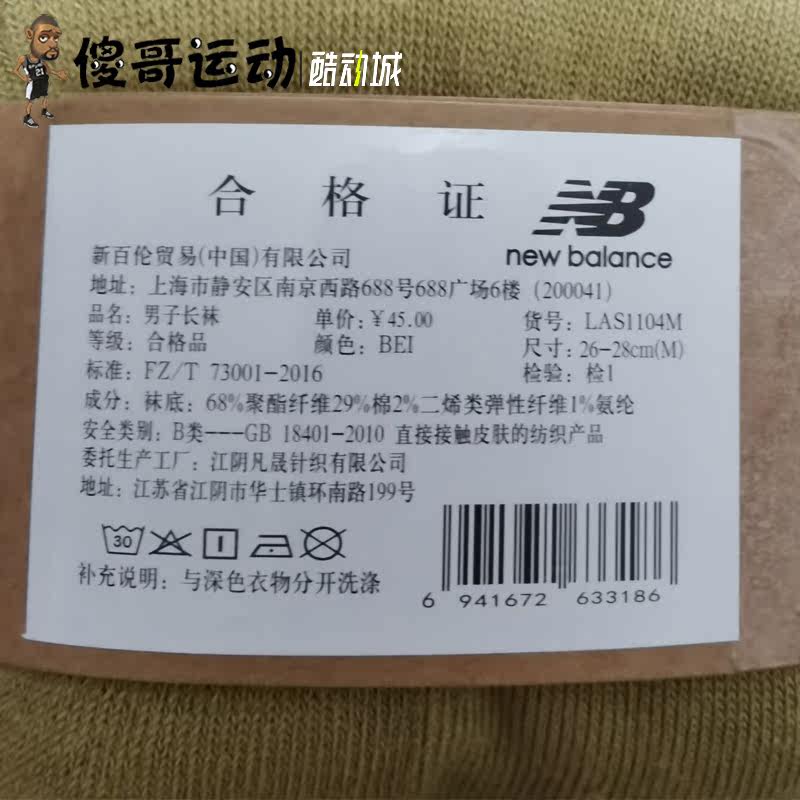 傻哥运动 酷动城
21
合格证
NB
new balance
新百伦贸易(中国)有限公司
地址：上海市静安区南京西路688号688广场6楼 (200041)
品名：男子长袜 单价：￥45.00 货号：LAS1104M
等级：合格品 颜色：BEI 尺寸：26-28cm(M)
标准：FZ/T 73001-2016 检验：检1
成分：袜底：68%聚酯纤维29%棉2%二烯类弹性纤维1%氨纶
安全类别：B类---GB 18401-2010 直接接触皮肤的纺织产品
委托生产工厂：江阴凡晟针织有限公司
地址：江苏省江阴市华士镇环南路199号
30
补充说明：与深色衣物分开洗涤
6 941672 633186